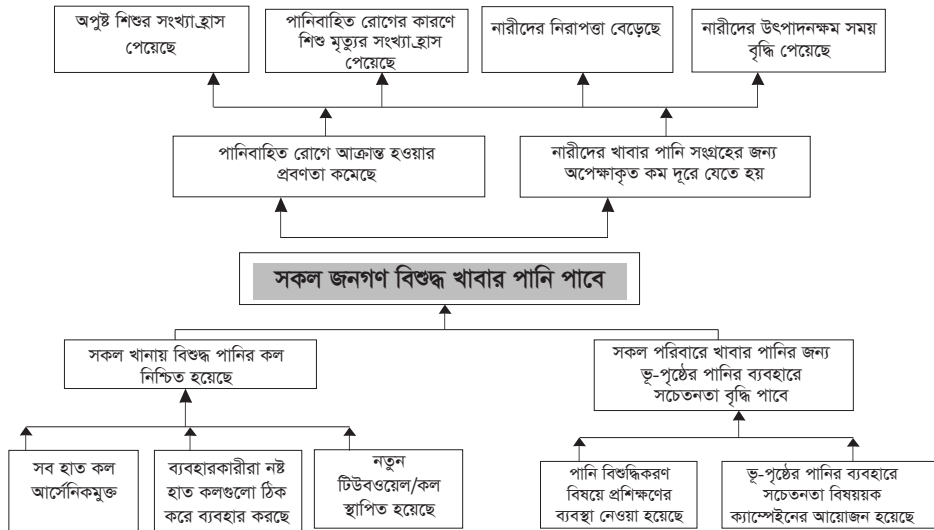 অপুষ্ট শিশুর সংখ্যা হ্রাস
পেয়েছে
পানিবাহিত রোগের কারণে
শিশু মৃত্যুর সংখ্যা হ্রাস
পেয়েছে
নারীদের নিরাপত্তা বেড়েছে
নারীদের উৎপাদনক্ষম সময়
বৃদ্ধি পেয়েছে
পানিবাহিত রোগে আক্রান্ত হওয়ার
প্রবণতা কমেছে
নারীদের খাবার পানি সংগ্রহের জন্য
অপেক্ষাকৃত কম দূরে যেতে হয়
সকল জনগণ বিশুদ্ধ খাবার পানি পাবে
সকল খানায় বিশুদ্ধ পানির কল
নিশ্চিত হয়েছে
সকল পরিবারে খাবার পানির জন্য
ভূ-পৃষ্ঠের পানির ব্যবহারে
সচেতনতা বৃদ্ধি পাবে
সব হাত কল
আর্সেনিকমুক্ত
ব্যবহারকারীরা নষ্ট
হাত কলগুলো ঠিক
করে ব্যবহার করছে
নতুন
টিউবওয়েল/কল
স্থাপিত হয়েছে
পানি বিশুদ্ধিকরণ
বিষয়ে প্রশিক্ষণের
ব্যবস্থা নেওয়া হয়েছে
ভূ-পৃষ্ঠের পানির ব্যবহারে
সচেতনতা বিষয়য়ক
ক্যাম্পেইনের আয়োজন হয়েছে